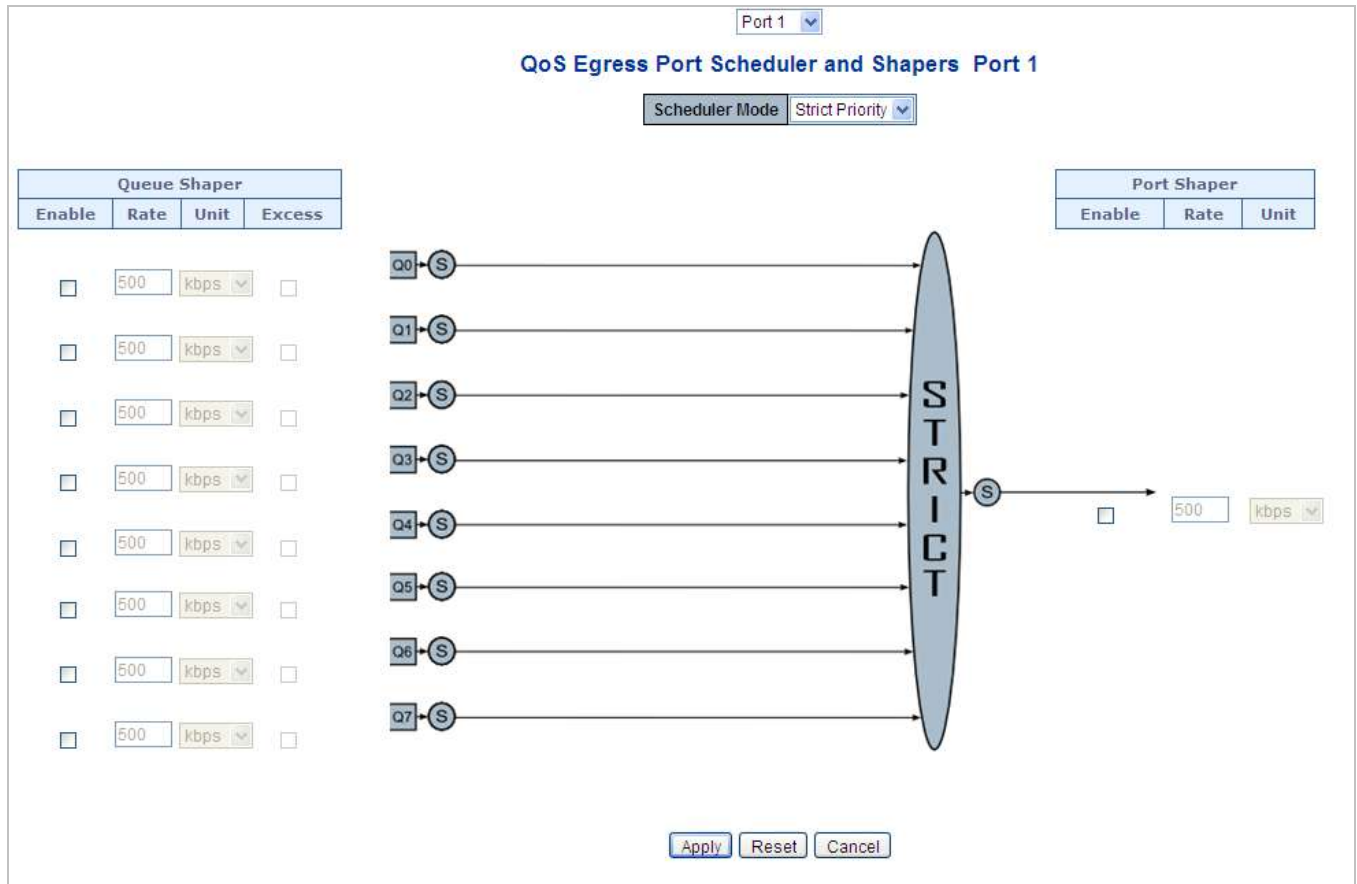 Port 1
QoS Egress Port Scheduler and Shapers Port 1
Scheduler Mode Strict Priority
Queue Shaper
Enable Rate Unit Excess
Port Shaper
Enable Rate Unit
500 kbps
Q0 S
500 kbps
Q1 S
500 kbps
Q2 S
500 kbps
Q3 S
500 kbps
Q4 S
500 kbps
Q5 S
500 kbps
Q6 S
500 kbps
Q7 S
STRICT
S
500 kbps
Apply Reset Cancel